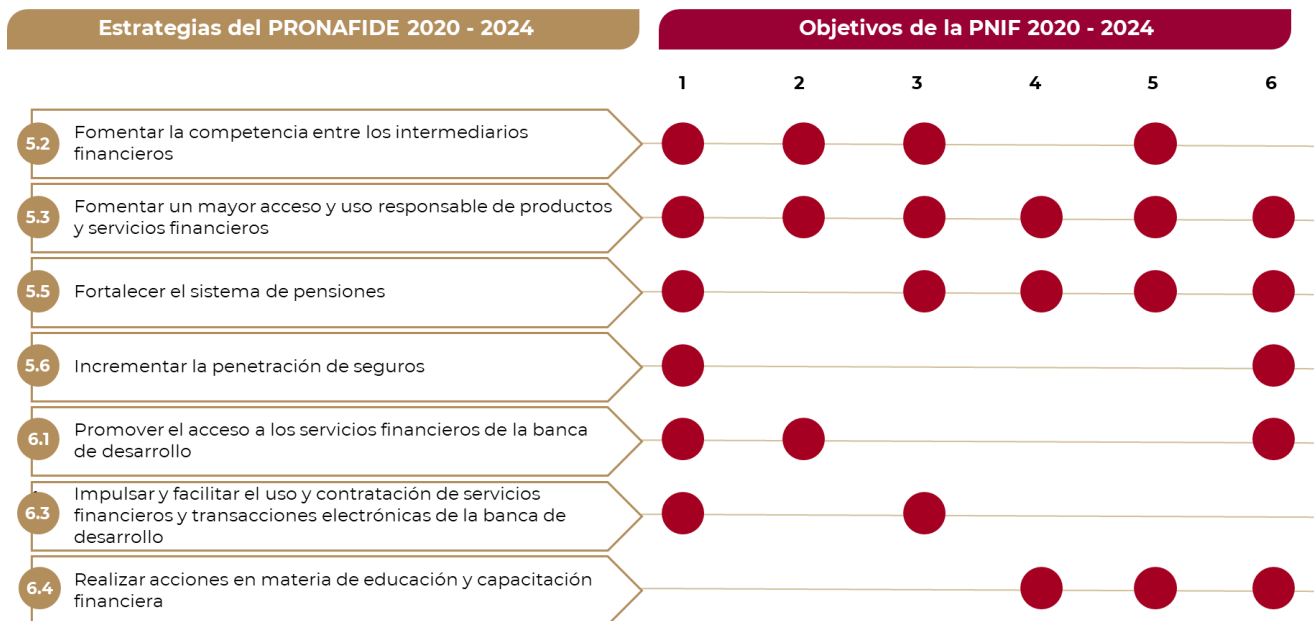 Estrategias del PRONAFIDE 2020 - 2024
Objetivos de la PNIF 2020 - 2024
1 2 3 4 5 6
5.2 Fomentar la competencia entre los intermediarios
financieros
5.3 Fomentar un mayor acceso y uso responsable de productos
y servicios financieros
5.5 Fortalecer el sistema de pensiones
5.6 Incrementar la penetración de seguros
6.1 Promover el acceso a los servicios financieros de la banca
de desarrollo
6.3 Impulsar y facilitar el uso y contratación de servicios
financieros y transacciones electrónicas de la banca de
desarrollo
6.4 Realizar acciones en materia de educación y capacitación
financiera